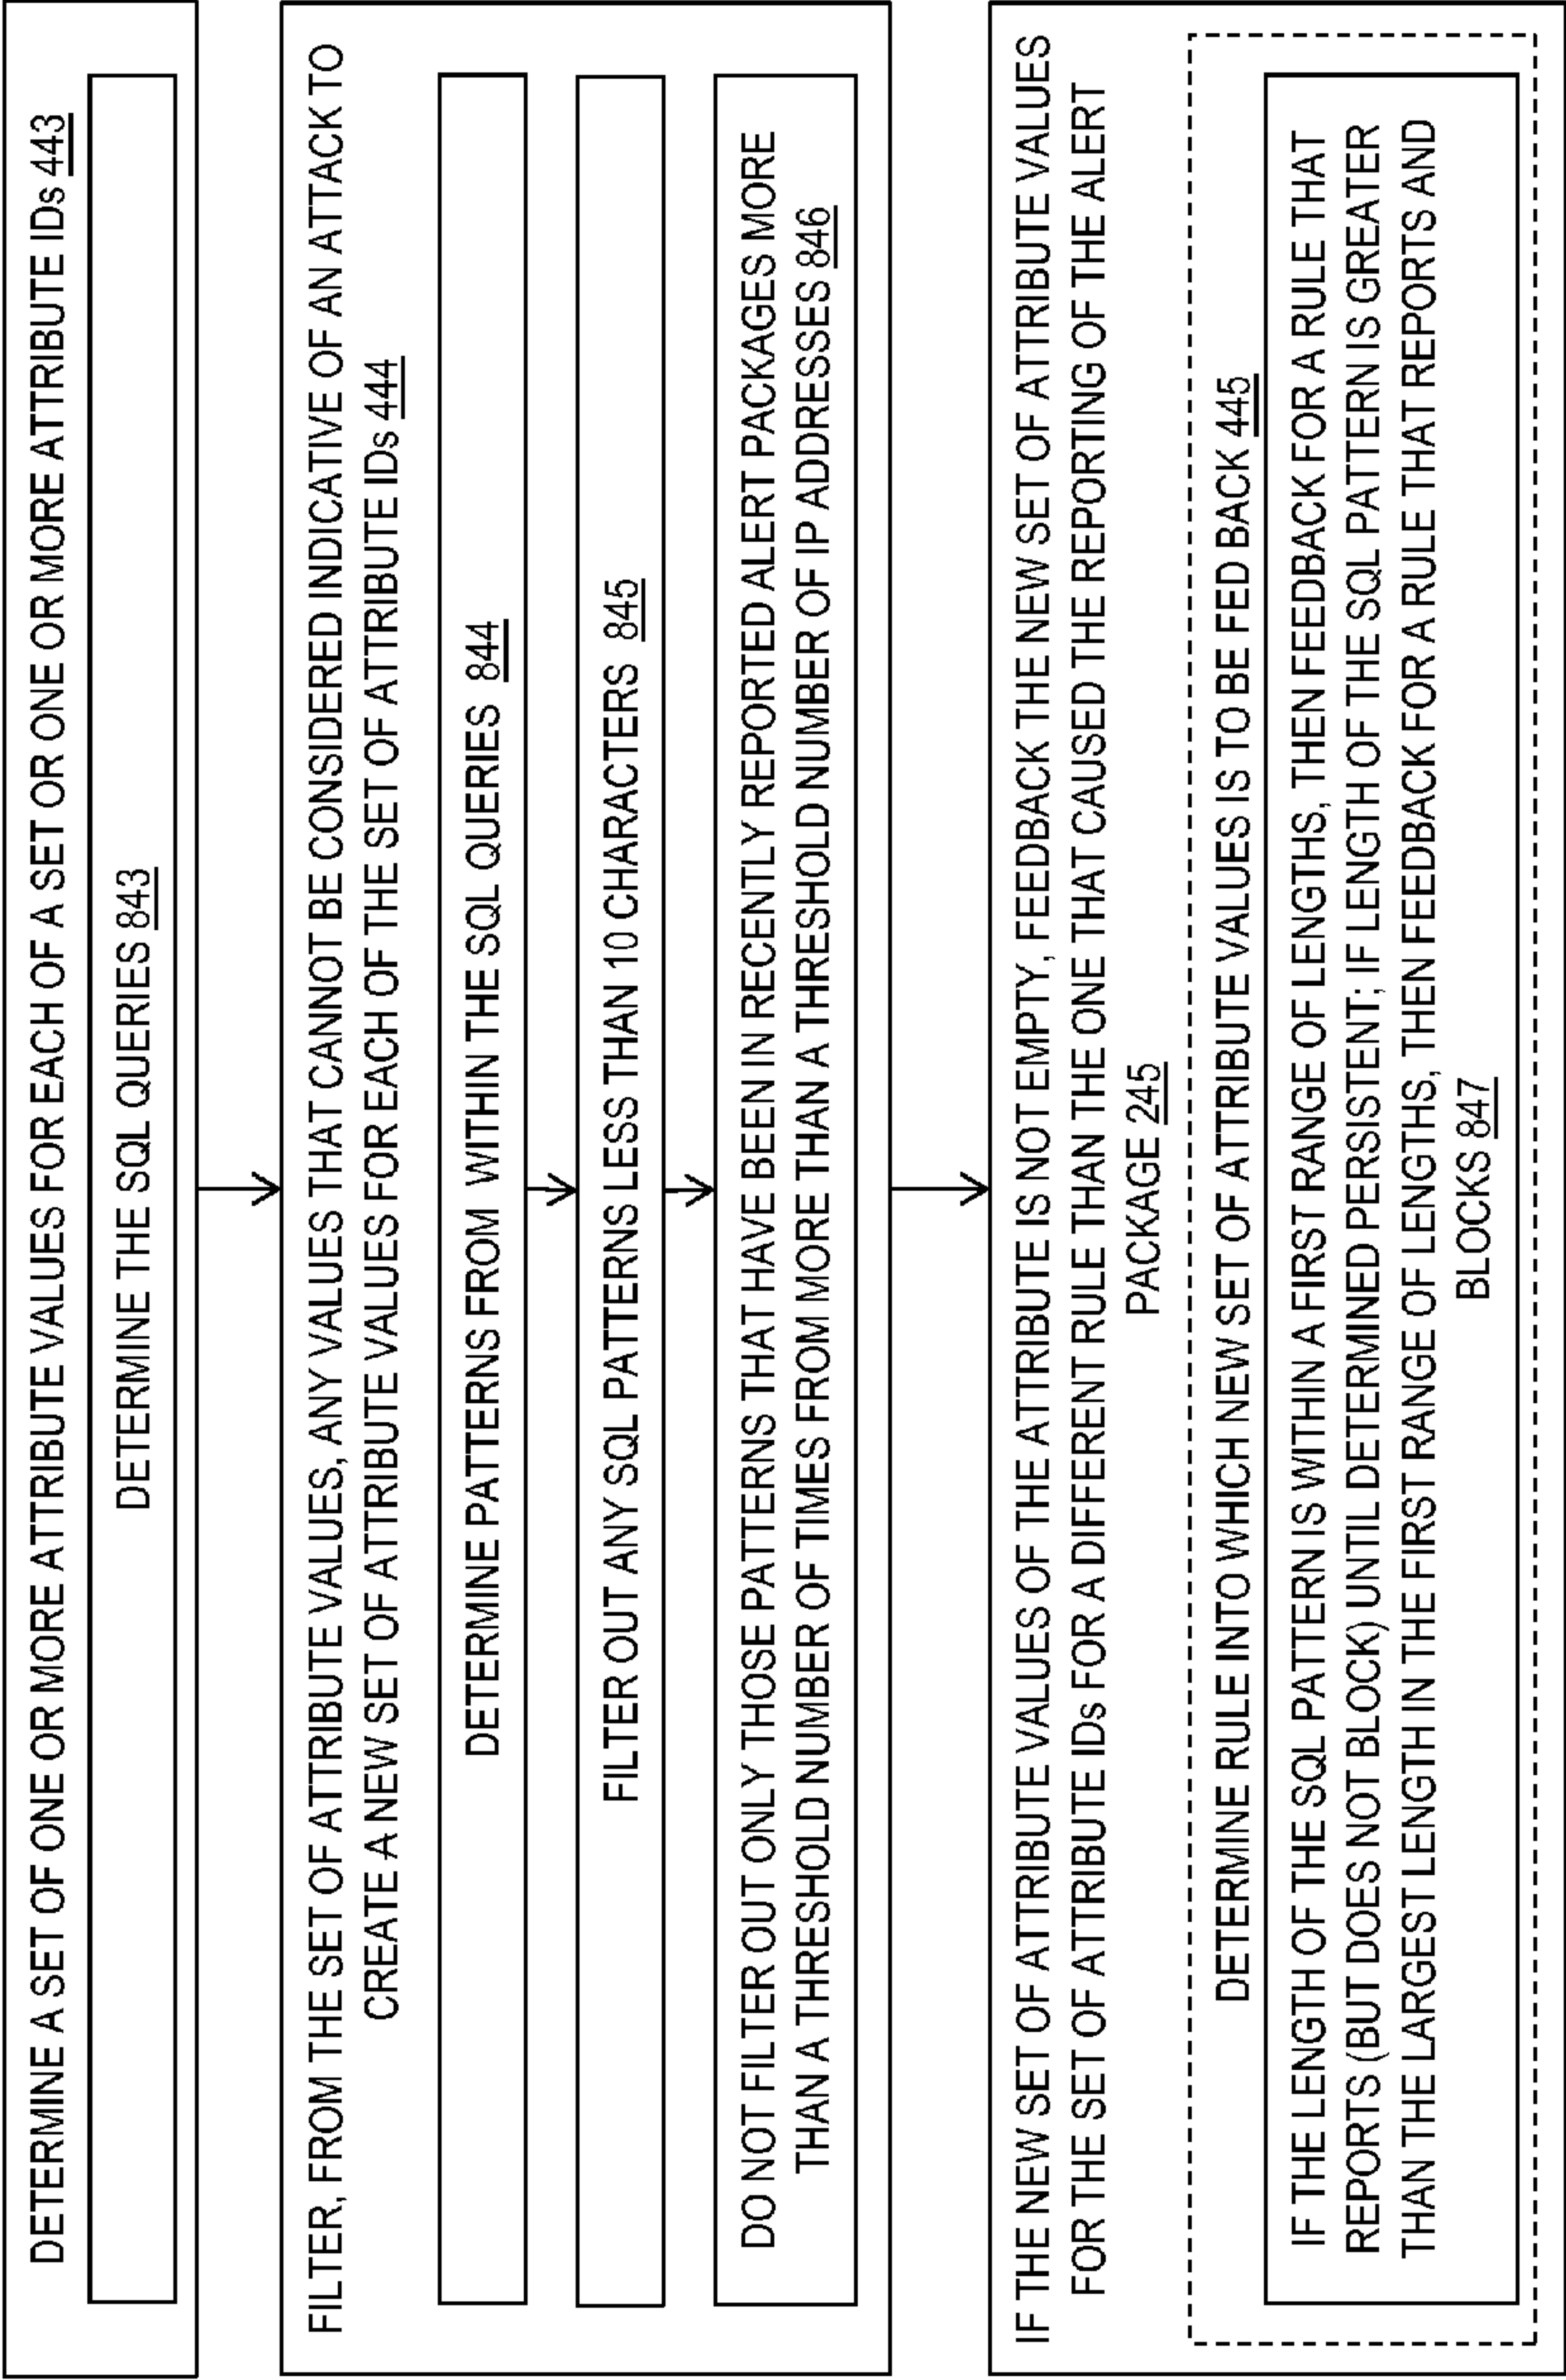 DETERMINE A SET OF ONE OR MORE ATTRIBUTE VALUES FOR EACH OF A SET OR ONE OR MORE ATTRIBUTE IDs 443
DETERMINE THE SQL QUERIES 843
FILTER, FROM THE SET OF ATTRIBUTE VALUES, ANY VALUES THAT CANNOT BE CONSIDERED INDICATIVE OF AN ATTACK TO
CREATE A NEW SET OF ATTRIBUTE VALUES FOR EACH OF THE SET OF ATTRIBUTE IDs 444
DETERMINE PATTERNS FROM WITHIN THE SQL QUERIES 844
FILTER OUT ANY SQL PATTERNS LESS THAN 10 CHARACTERS 845
DO NOT FILTER OUT ONLY THOSE PATTERNS THAT HAVE BEEN IN RECENTLY REPORTED ALERT PACKAGES MORE
THAN A THRESHOLD NUMBER OF TIMES FROM MORE THAN A THRESHOLD NUMBER OF IP ADDRESSES 846
IF THE NEW SET OF ATTRIBUTE VALUES OF THE ATTRIBUTE IS NOT EMPTY, FEEDBACK THE NEW SET OF ATTRIBUTE VALUES
FOR THE SET OF ATTRIBUTE IDs FOR A DIFFERENT RULE THAN THE ONE THAT CAUSED THE REPORTING OF THE ALERT
PACKAGE 245
DETERMINE RULE INTO WHICH NEW SET OF ATTRIBUTE VALUES IS TO BE FED BACK 445
IF THE LENGTH OF THE SQL PATTERN IS WITHIN A FIRST RANGE OF LENGTHS, THEN FEEDBACK FOR A RULE THAT
REPORTS (BUT DOES NOT BLOCK) UNTIL DETERMINED PERSISTENT; IF LENGTH OF THE SQL PATTERN IS GREATER
THAN THE LARGEST LENGTH IN THE FIRST RANGE OF LENGTHS, THEN FEEDBACK FOR A RULE THAT REPORTS AND
BLOCKS 847